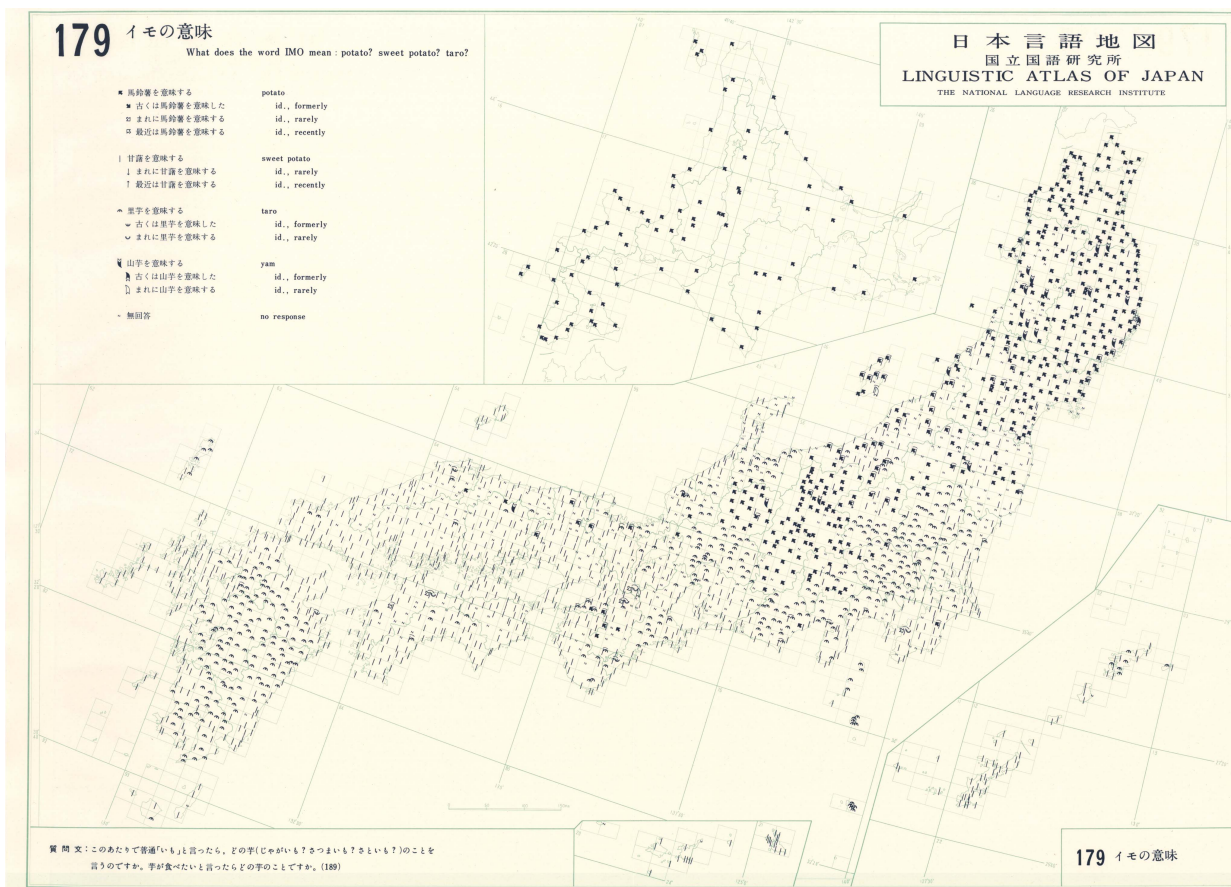 179 イモの意味
What does the word IMO mean : potato? sweet potato? taro?
馬鈴薯を意味する potato
古くは馬鈴薯を意味した id., formerly
まれに馬鈴薯を意味する id., rarely
最近は馬鈴薯を意味する id., recently
甘藷を意味する sweet potato
まれに甘藷を意味する id., rarely
最近は甘藷を意味する id., recently
里芋を意味する taro
古くは里芋を意味した id., formerly
まれに里芋を意味する id., rarely
山芋を意味する yam
古くは山芋を意味した id., formerly
まれに山芋を意味する id., rarely
無回答 no response
日本言語地図
国立国語研究所
LINGUISTIC ATLAS OF JAPAN
THE NATIONAL LANGUAGE RESEARCH INSTITUTE
質問文:このあたりで普通「いも」と言ったら、どの芋(じゃがいも?さつまいも?さといも?)のことを
言うのですか。芋が食べたいと言ったらどの芋のことですか。(189)
179 イモの意味